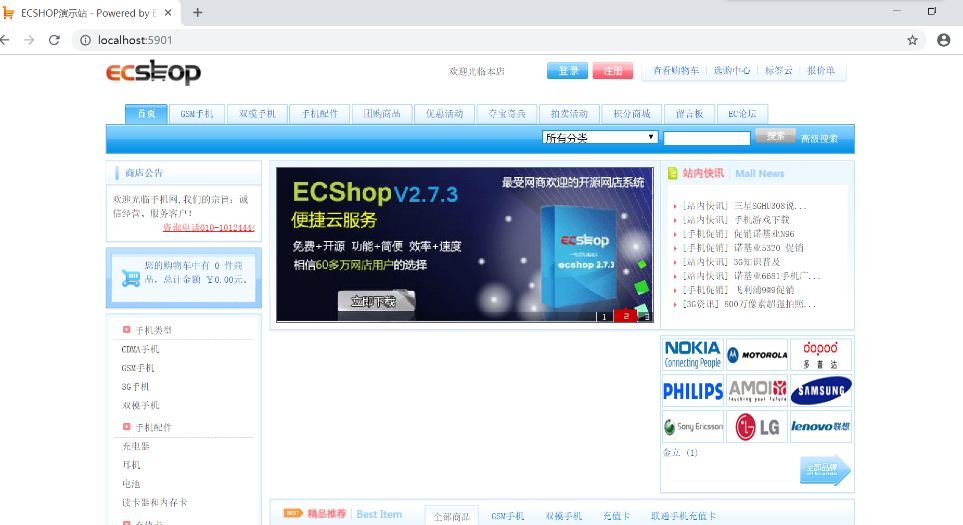 ECSHOP演示站 - Powered by E
localhost:5901
ECSHOP
欢迎光临本店
登录
注册
查看购物车 | 选购中心 | 标签云 | 报价单
首页
GSM手机
双模手机
手机配件
团购商品
优惠活动
夺宝奇兵
拍卖活动
积分商城
留言板
EC论坛
所有分类
搜索
高级搜索
商店公告
欢迎光临手机网,我们的宗旨：诚
信经营、服务客户！
咨询电话010-1012444
您的购物车中有 0 件商
品，总计金额 ￥0.00元。
手机类型
CDMA手机
GSM手机
3G手机
双模手机
手机配件
充电器
耳机
电池
读卡器和内存卡
充值卡
ECShop V2.7.3
最受网商欢迎的开源网店系统
便捷云服务
免费+开源 功能+简便 效率+速度
相信60多万网店用户的选择
立即下载
ecshop
ecshop 2.7.3
1 2 3
站内快讯 | Mall News
[站内快讯] 三星SGHU308说...
[站内快讯] 手机游戏下载
[手机促销] 促销诺基亚N96
[手机促销] 诺基亚5320 促销
[站内快讯] 3G知识普及
[站内快讯] 诺基亚6681手机广...
[手机促销] 飞利浦9@9促销
[3G资讯] 800万像素超强拍照...
NOKIA
Connecting People
MOTOROLA
dopod
多普达
PHILIPS
AMOI
touching your future
SAMSUNG
Sony Ericsson
LG
lenovo联想
金立 (1)
全部品牌
all brands
BEST 精品推荐 | Best Item
全部商品
GSM手机
双模手机
充值卡
联通手机充值卡